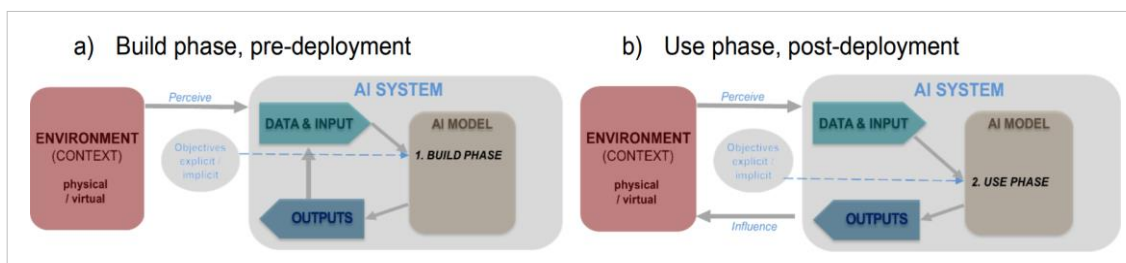 a) Build phase, pre-deployment
AI SYSTEM
Perceive
ENVIRONMENT
(CONTEXT)
physical
/ virtual
Objectives
explicit /
implicit
DATA & INPUT
AI MODEL
1. BUILD PHASE
OUTPUTS
b) Use phase, post-deployment
AI SYSTEM
Perceive
ENVIRONMENT
(CONTEXT)
physical
/ virtual
Objectives
explicit /
implicit
DATA & INPUT
AI MODEL
2. USE PHASE
OUTPUTS
Influence